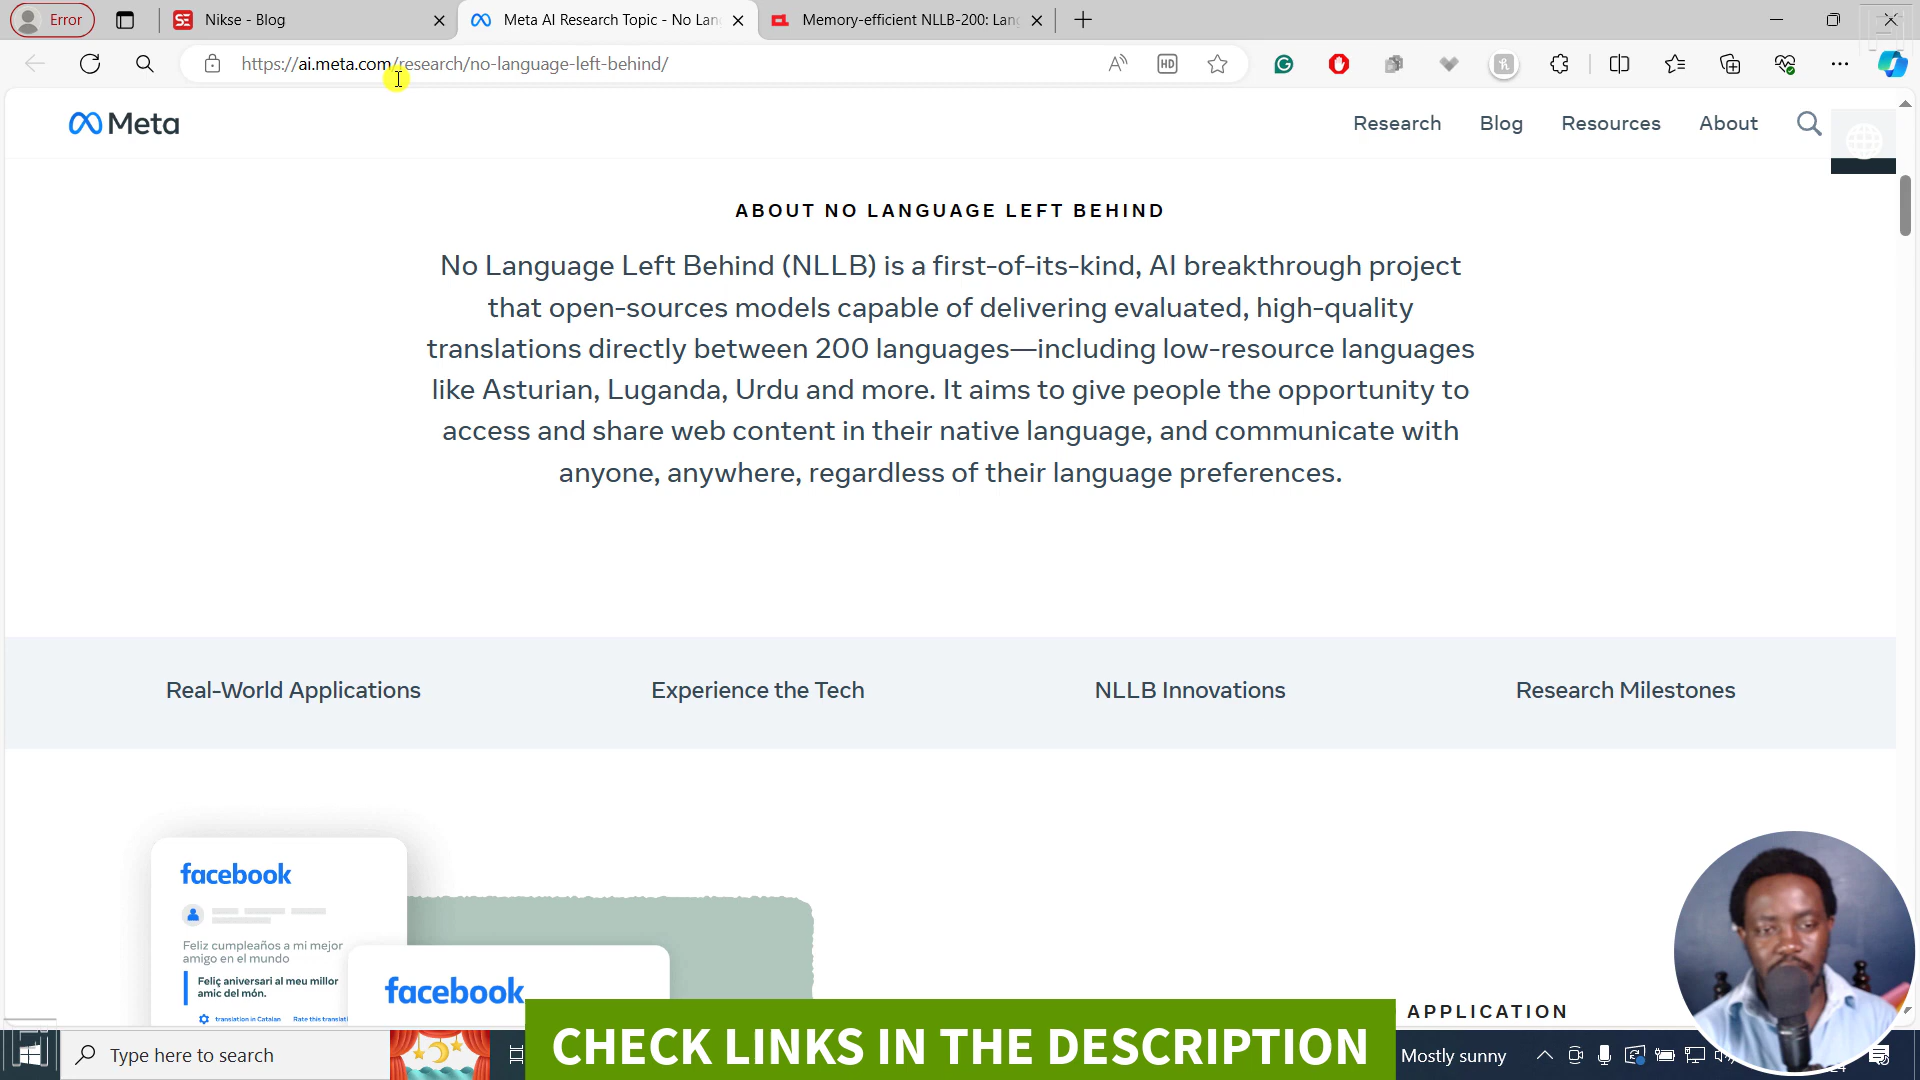 Error
Nikse - Blog
Meta AI Research Topic - No Lan
Memory-efficient NLLB-200: Lan
https://ai.meta.com/research/no-language-left-behind/
HD
Meta
Research
Blog
Resources
About
ABOUT NO LANGUAGE LEFT BEHIND
No Language Left Behind (NLLB) is a first-of-its-kind, AI breakthrough project
that open-sources models capable of delivering evaluated, high-quality
translations directly between 200 languages—including low-resource languages
like Asturian, Luganda, Urdu and more. It aims to give people the opportunity to
access and share web content in their native language, and communicate with
anyone, anywhere, regardless of their language preferences.
Real-World Applications
Experience the Tech
NLLB Innovations
Research Milestones
facebook
Feliz cumpleaños a mi mejor
amigo en el mundo
Feliç aniversari al meu millor
amic del món.
translation in Catalan
Rate this translati
facebook
APPLICATION
CHECK LINKS IN THE DESCRIPTION
Type here to search
Mostly sunny